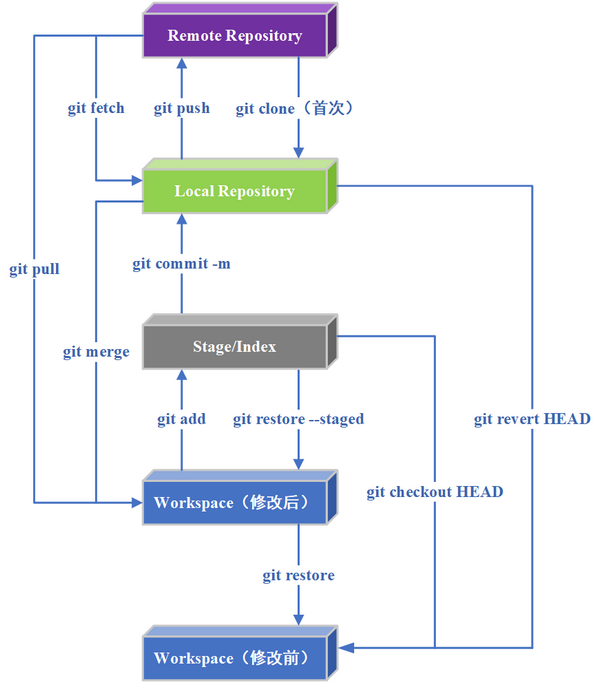 Remote Repository
git fetch
git push
git clone（首次）
Local Repository
git commit -m
git pull
Stage/Index
git merge
git add
git restore --staged
git revert HEAD
git checkout HEAD
Workspace（修改后）
git restore
Workspace（修改前）